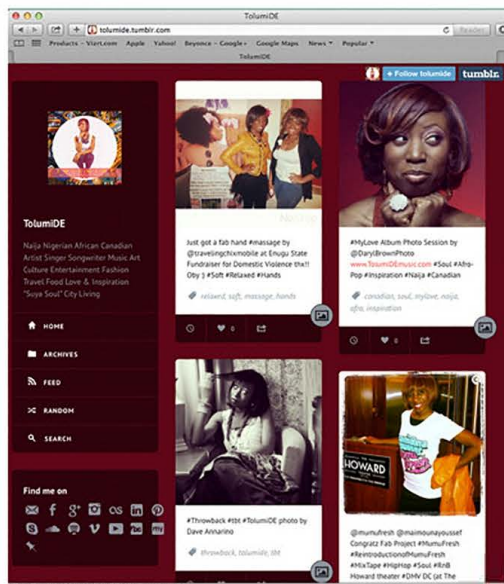 TolumiDE
tolumide.tumblr.com
Reader
Products – Vizrt.com Apple Yahoo! Beyonce – Google+ Google Maps News Popular
TolumiDE
+ Follow tolumide
tumblr.
TolumiDE
Naija Nigerian African Canadian
Artist Singer Songwriter Music Art
Culture Entertainment Fashion
Travel Food Love & Inspiration
"Suya Soul" City Living
HOME
ARCHIVES
FEED
RANDOM
SEARCH
Find me on
Just got a fab hand #massage by
@travelingchixmobile at Enugu State
Fundraiser for Domestic Violence thx!!
Oby :) #Soft #Relaxed #Hands
relaxed, soft, massage, hands
0
#Throwback #tbt #TolumiDE photo by
Dave Annarino
throwback, tolumide, tbt
#MyLove Album Photo Session by
@DarylBrownPhoto
www.TolumiDEmusic.com #Soul #Afro-
Pop #Inspiration #Naija #Canadian
canadian, soul, mylove, naija,
afro, inspiration
0
THE
HOWARD
@mumufresh @maimounayoussef
Congratz Fab Project #MumuFresh
#ReintroductionofMumuFresh
#MixTape #HipHop #Soul #RnB
Howard theater #DMV DC (at The